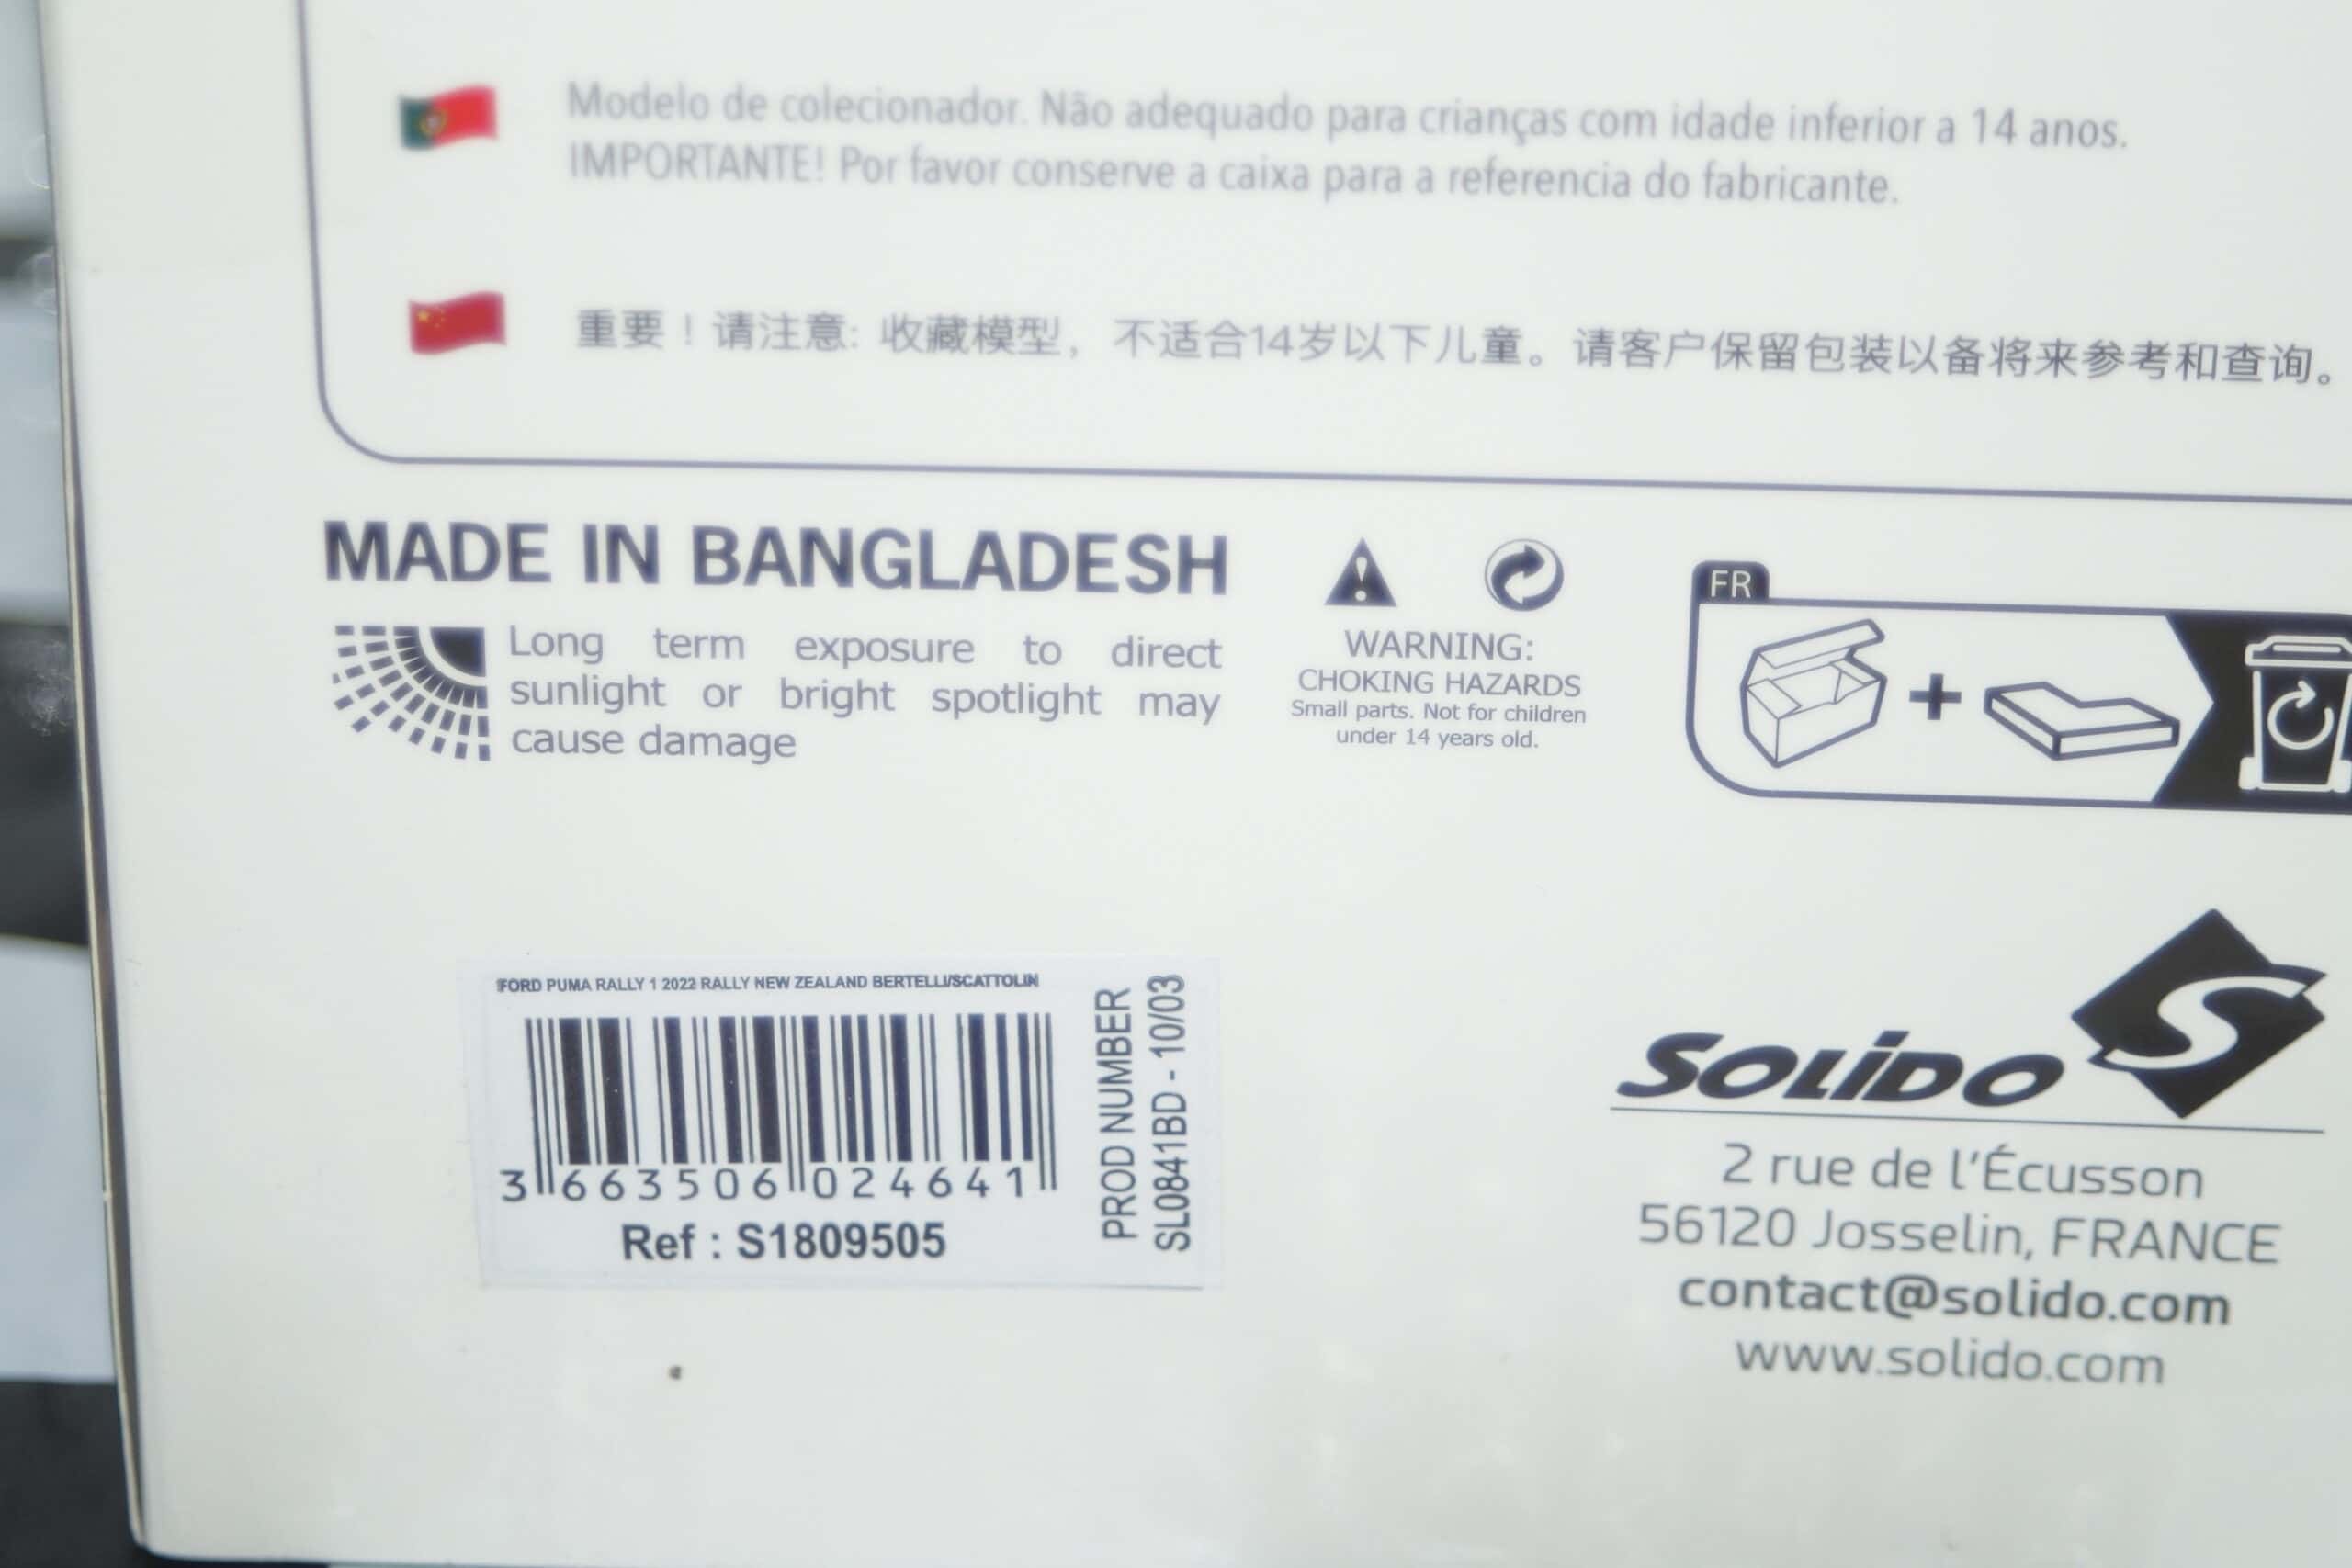 Modelo de colecionador. Não adequado para crianças com idade inferior a 14 anos.
IMPORTANTE! Por favor conserve a caixa para a referencia do fabricante.
重要！请注意: 收藏模型，不适合14岁以下儿童。请客户保留包装以备将来参考和查询。
MADE IN BANGLADESH
Long term exposure to direct
sunlight or bright spotlight may
cause damage
WARNING:
CHOKING HAZARDS
Small parts. Not for children
under 14 years old.
FR
FORD PUMA RALLY 1 2022 RALLY NEW ZEALAND BERTELLI/SCATTOLIN
3 663506 024641
Ref : S1809505
PROD NUMBER
SL0841BD - 10/03
SOLIDO
2 rue de l'Écusson
56120 Josselin, FRANCE
contact@solido.com
www.solido.com